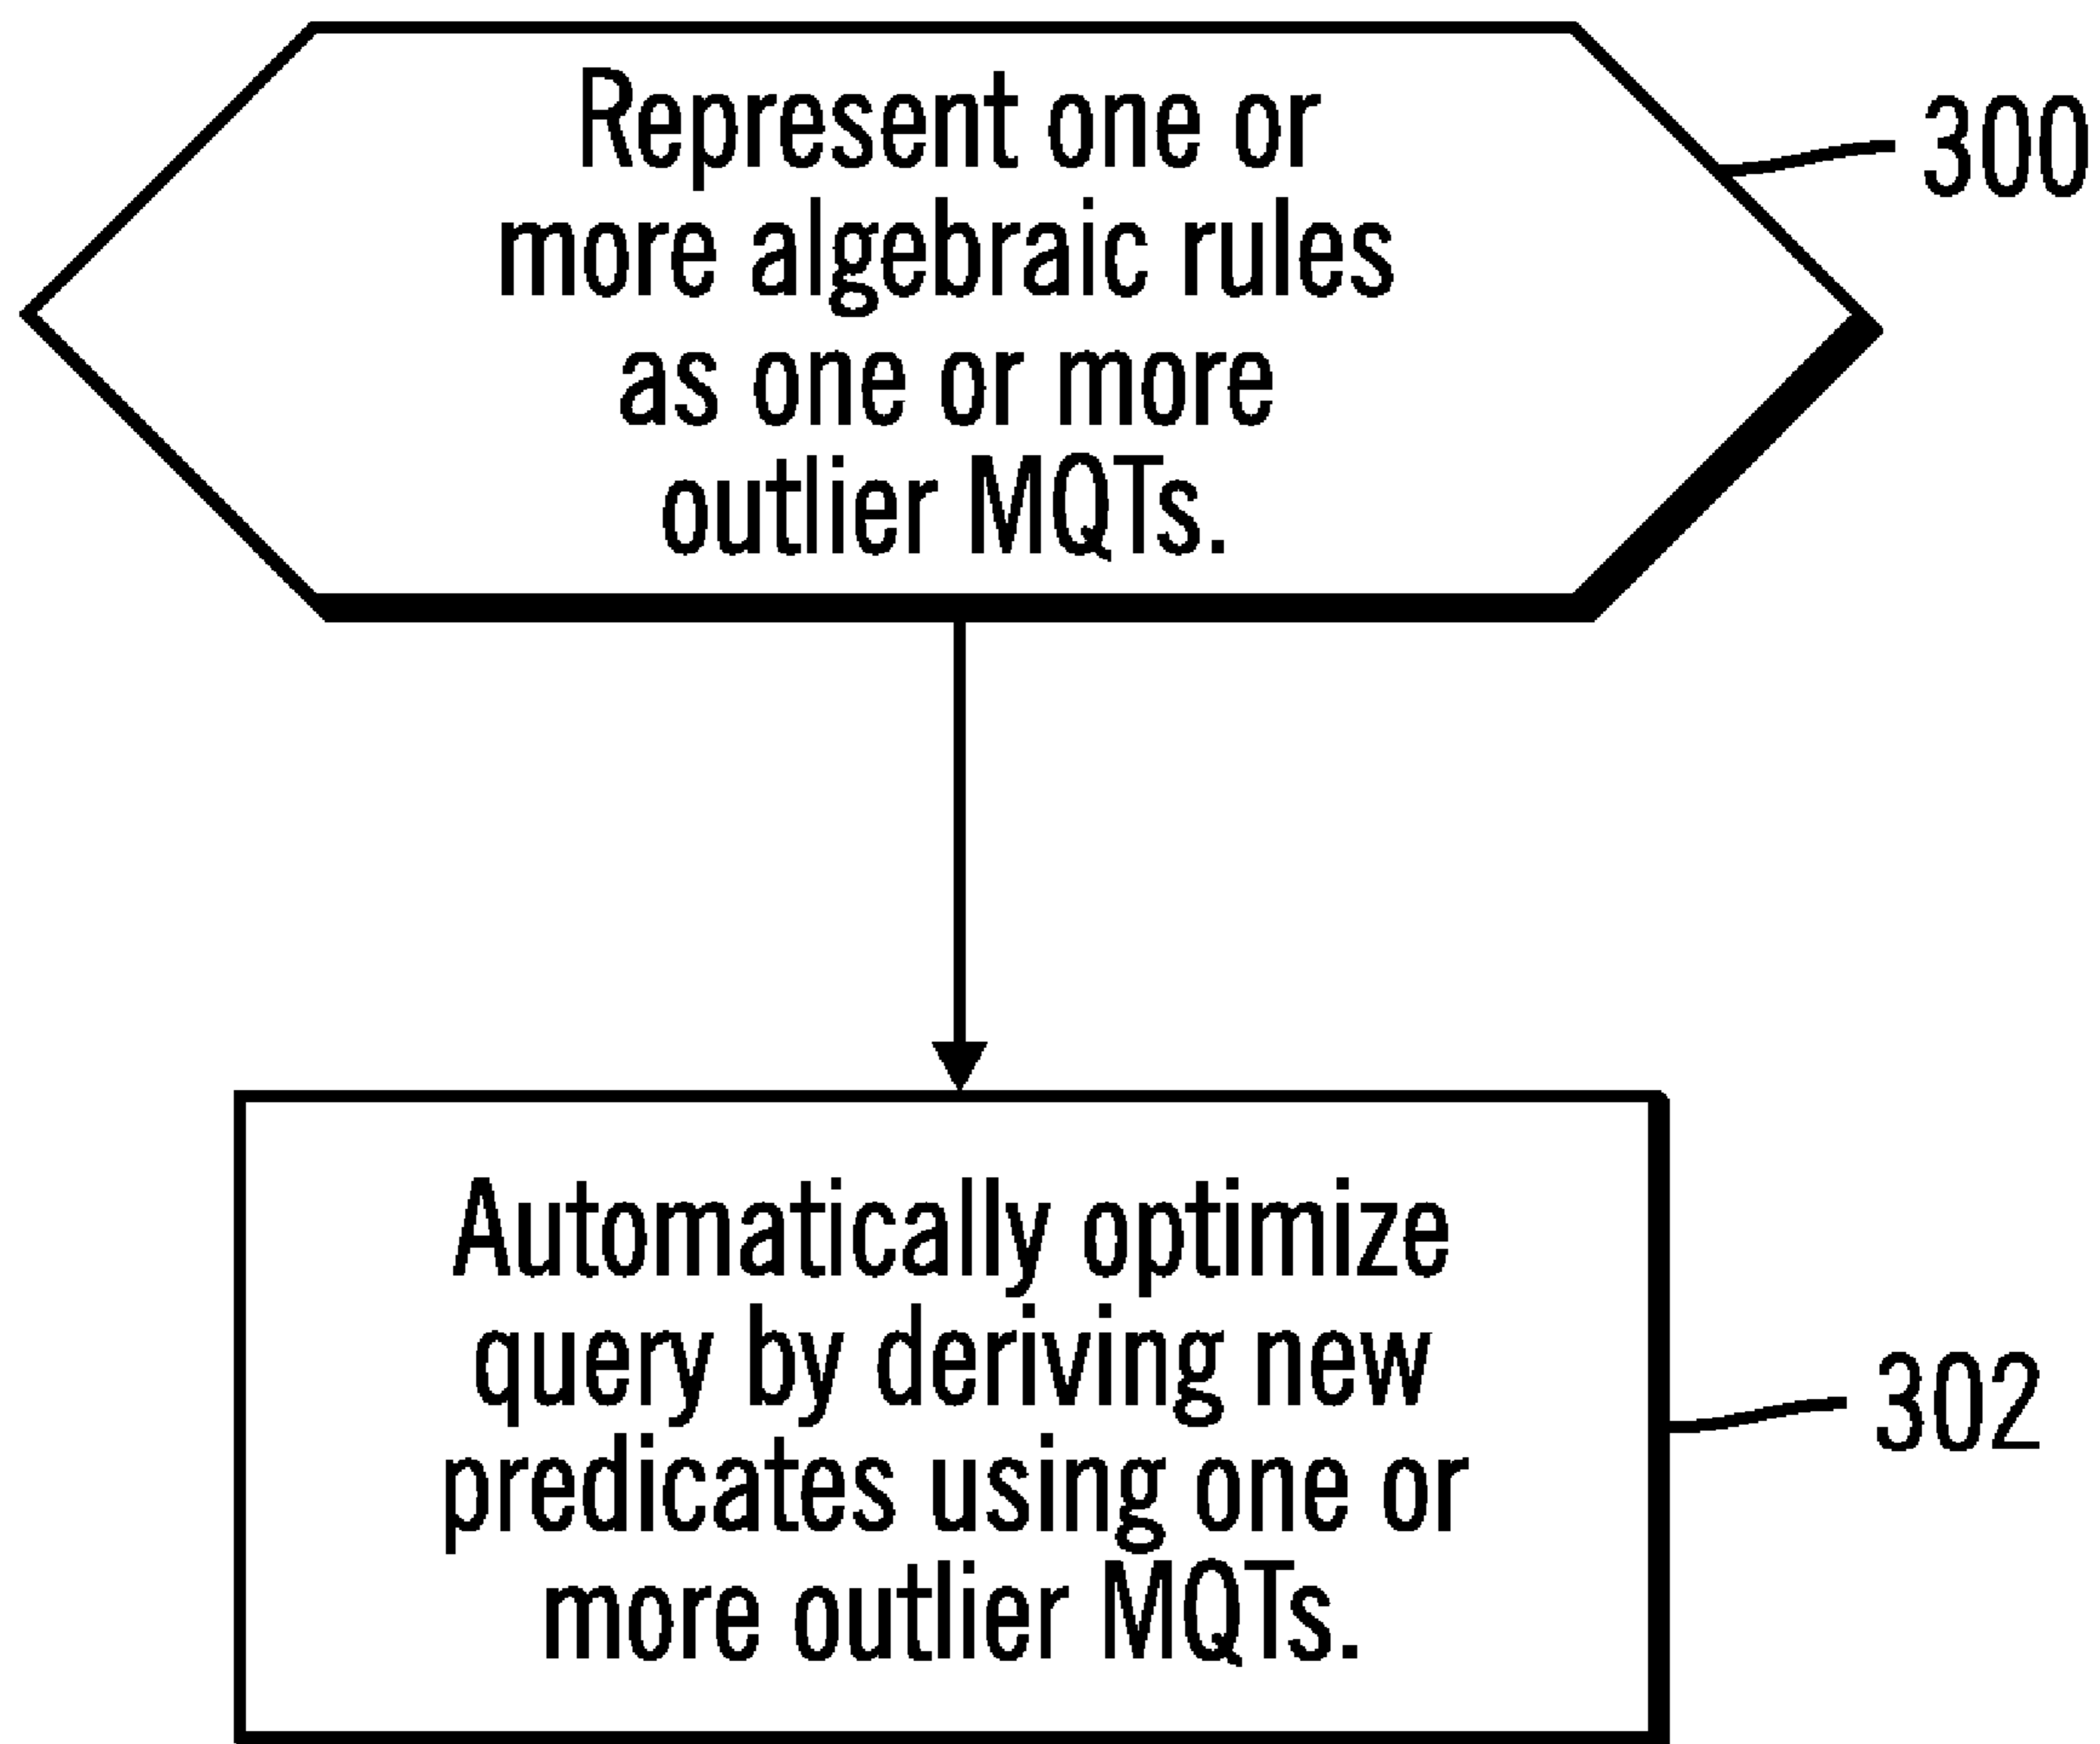 Represent one or
more algebraic rules
as one or more
outlier MQTs.
300
Automatically optimize
query by deriving new
predicates using one or
more outlier MQTs.
302